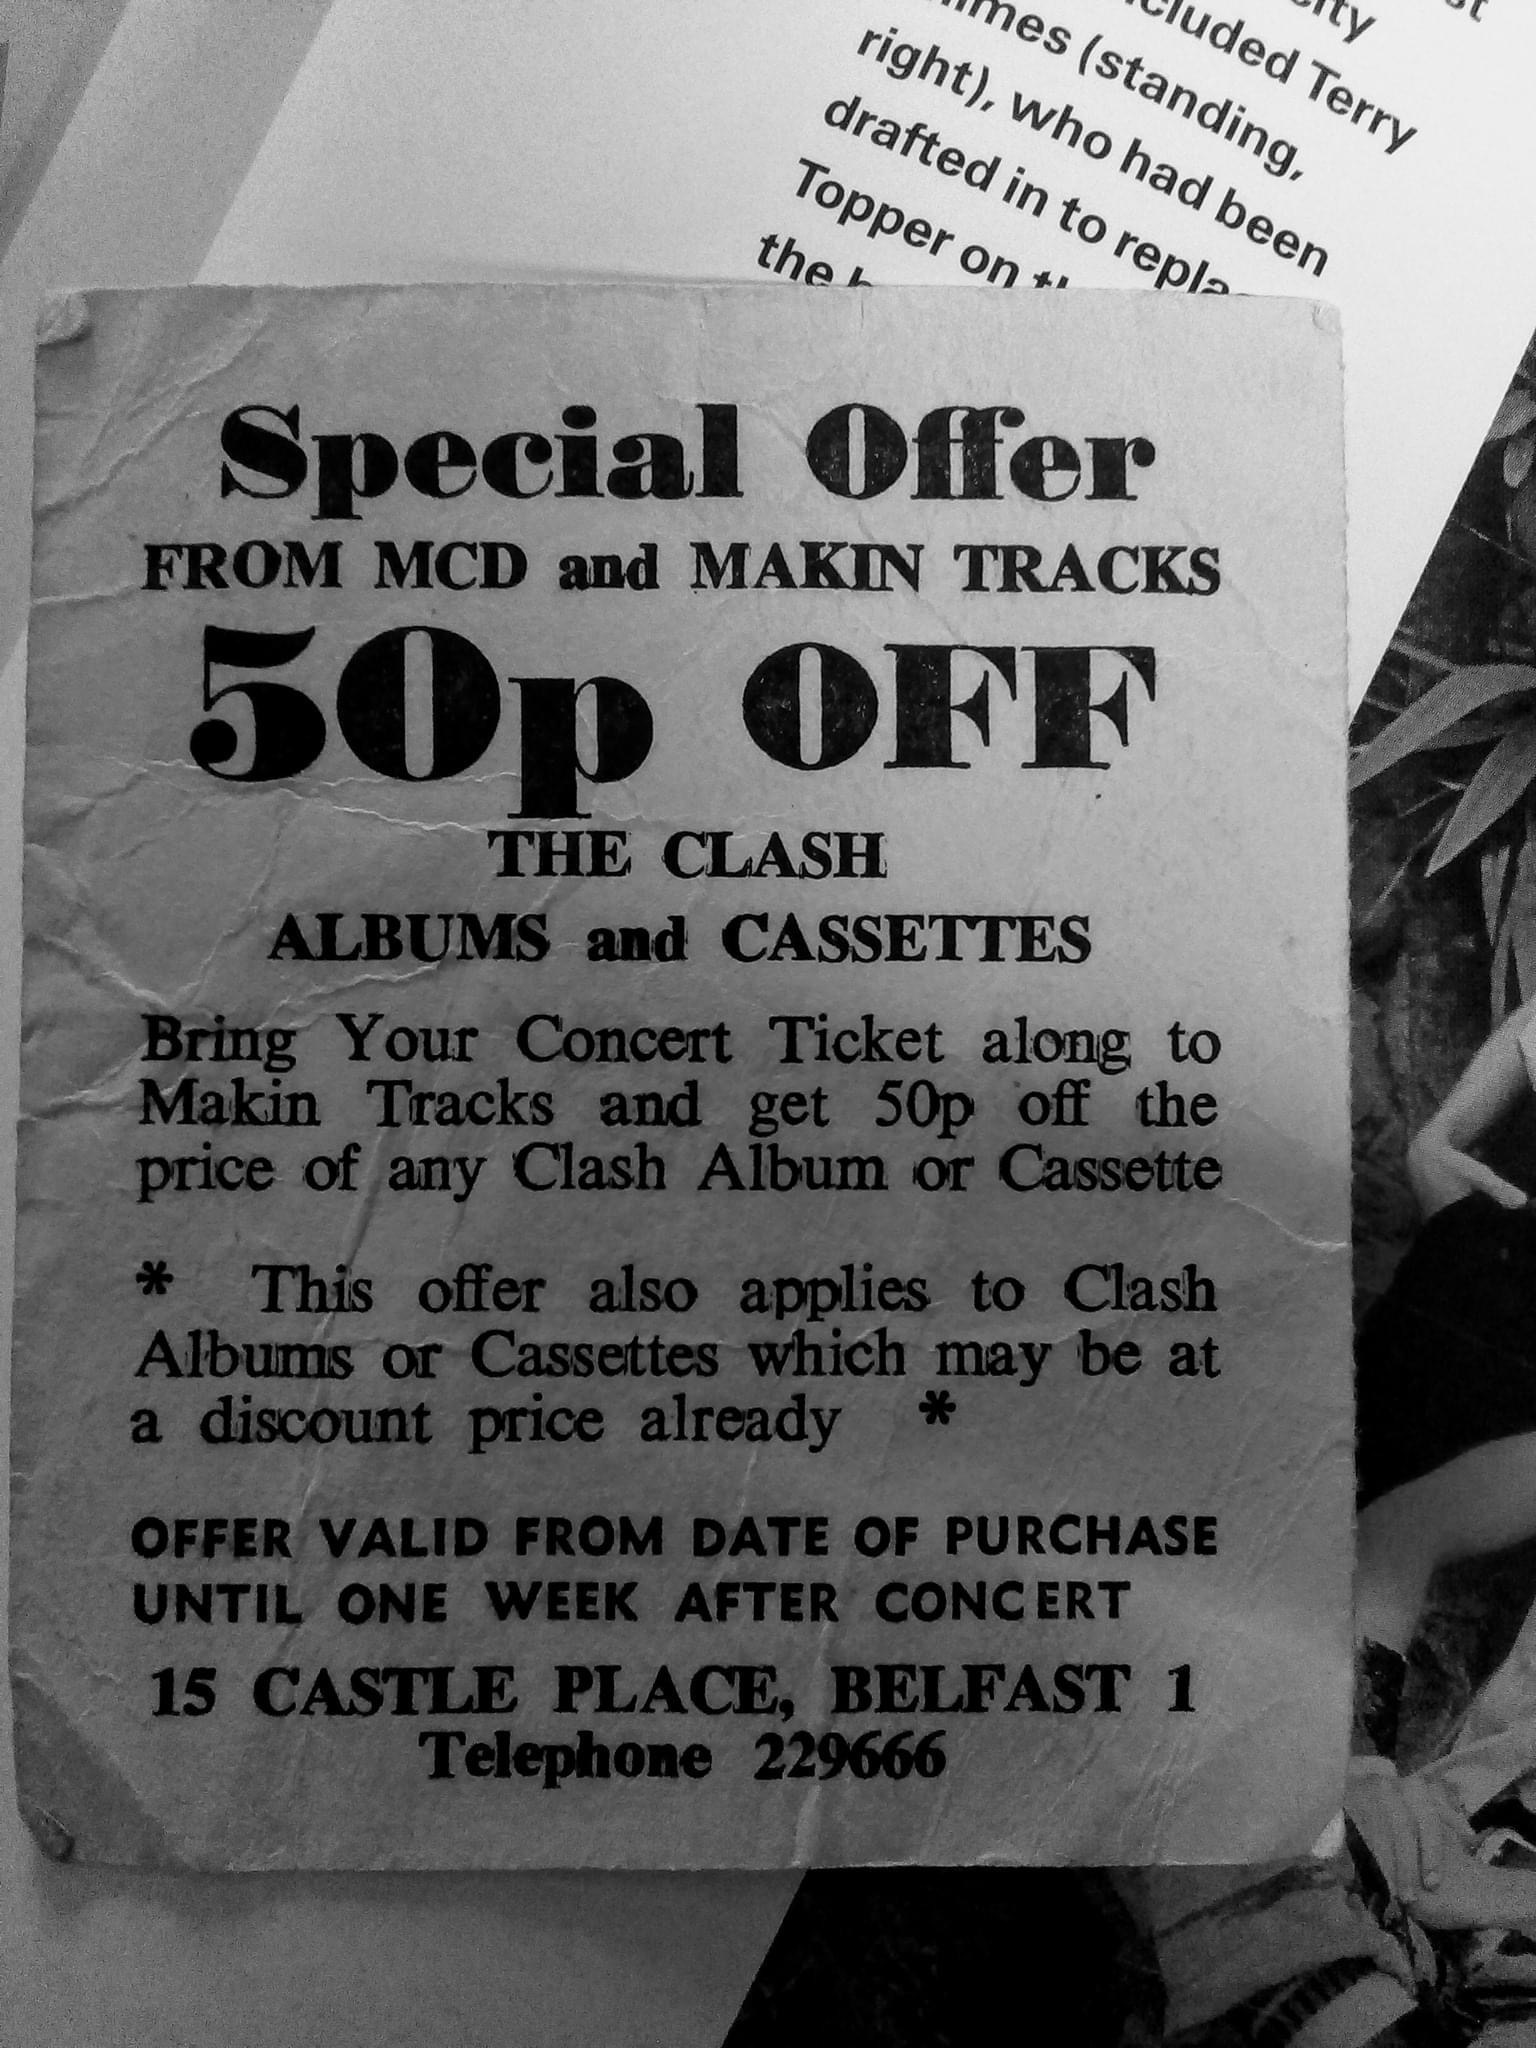 included Terry
(standing,
right), who had been
drafted in to
Topper on
the
Special Offer
FROM MCD and MAKIN TRACKS
50p OFF
THE CLASH
ALBUMS and CASSETTES
Bring Your Concert Ticket along to
Makin Tracks and get 50p off the
price of any Clash Album or Cassette
* This offer also applies to Clash
Albums or Cassettes which may be at
a discount price already *
OFFER VALID FROM DATE OF PURCHASE
UNTIL ONE WEEK AFTER CONCERT
15 CASTLE PLACE, BELFAST 1
Telephone 229666